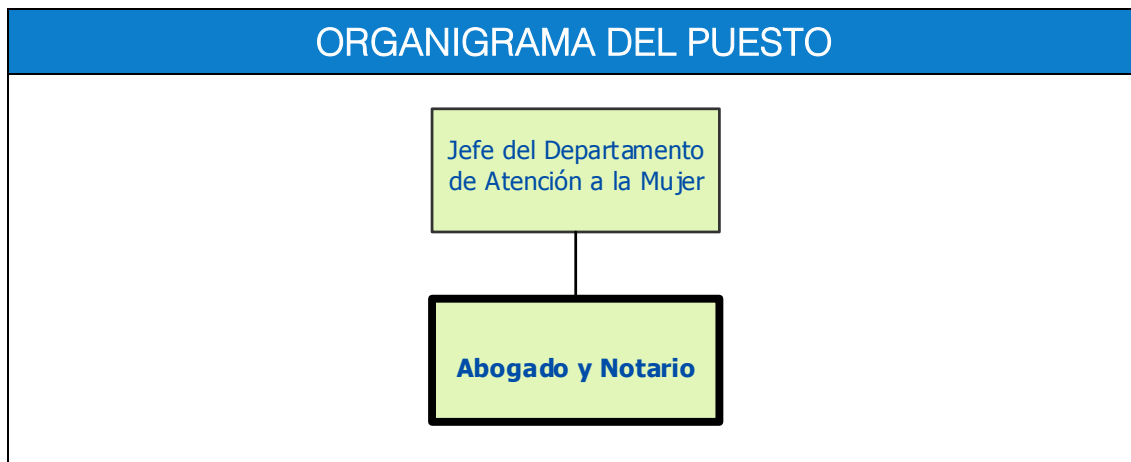 ORGANIGRAMA DEL PUESTO
Jefe del Departamento
de Atención a la Mujer
Abogado y Notario